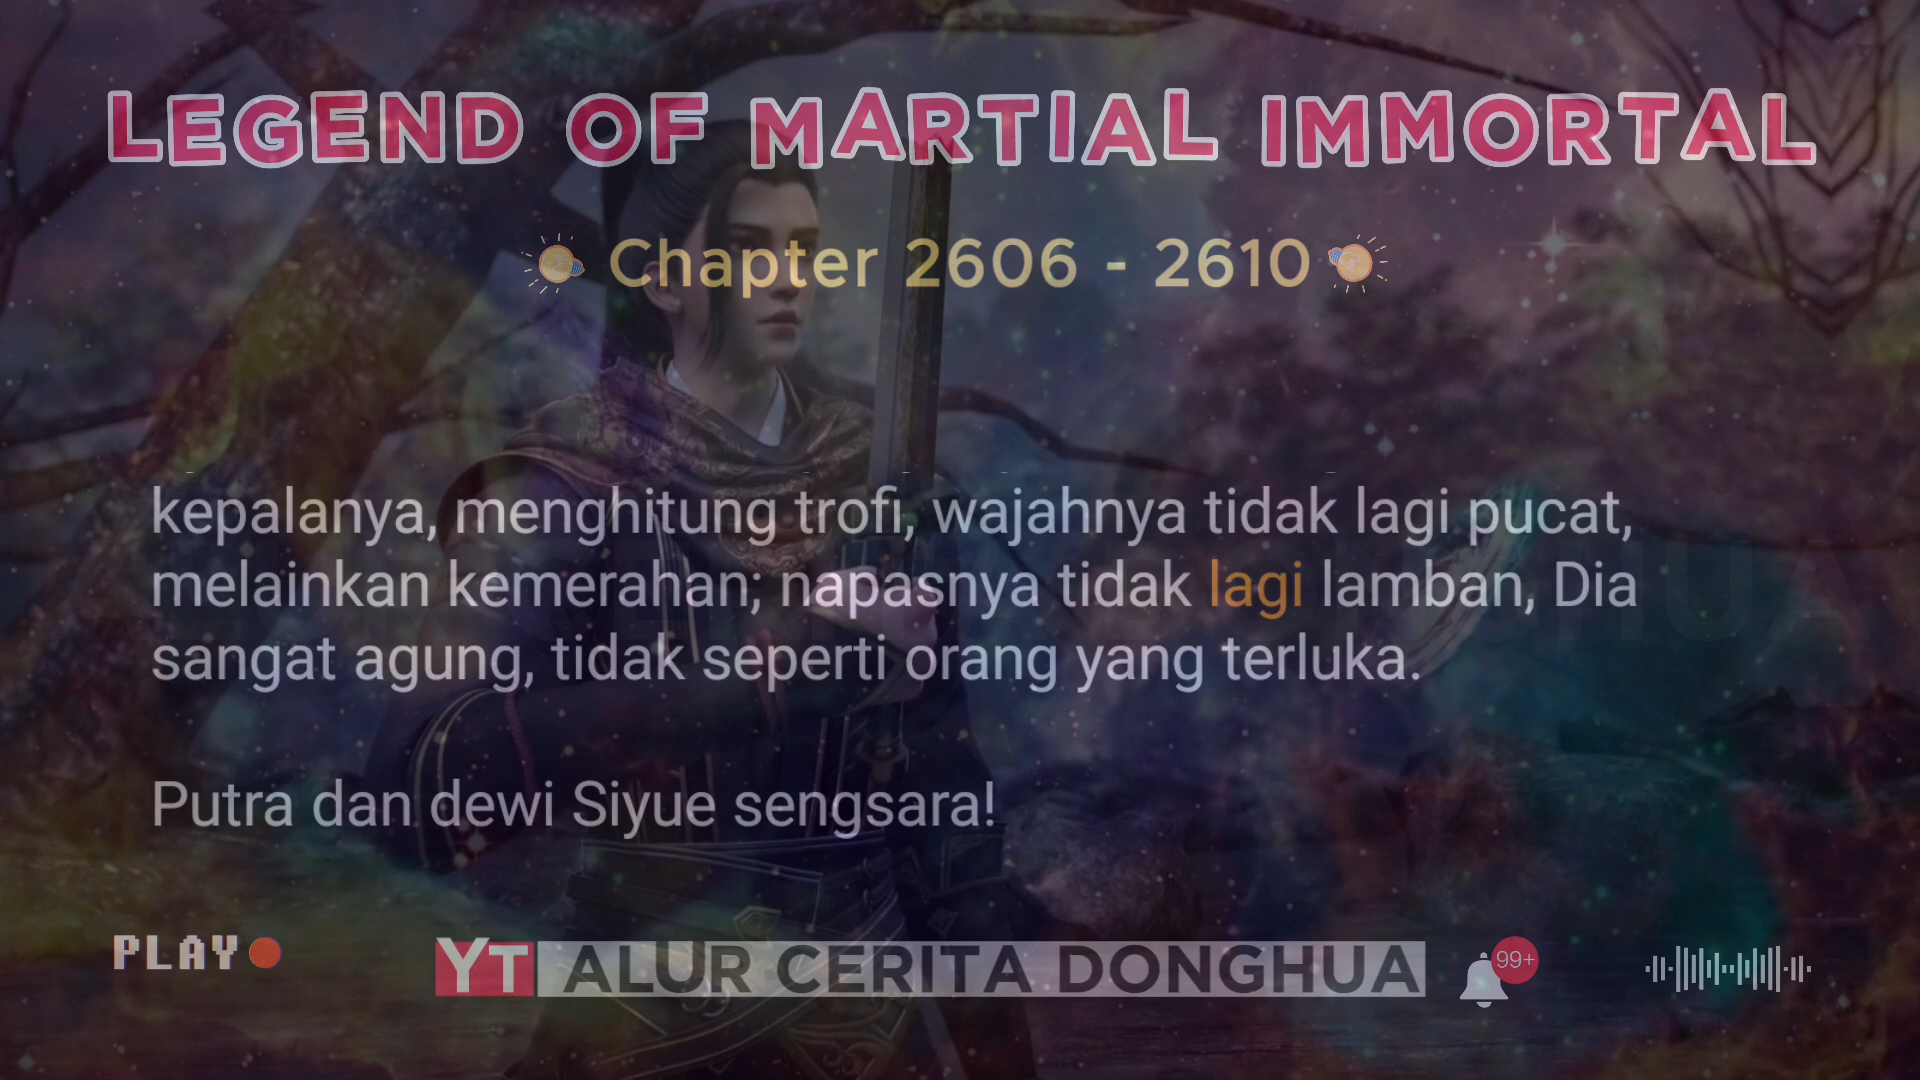 LEGEND OF MARTIAL IMMORTAL
Chapter 2606 - 2610
kepalanya, menghitung trofi, wajahnya tidak lagi pucat,
melainkan kemerahan; napasnya tidak lagi lamban, Dia
sangat agung, tidak seperti orang yang terluka.
Putra dan dewi Siyue sengsara!
PLAY
YT ALUR CERITA DONGHUA
99+